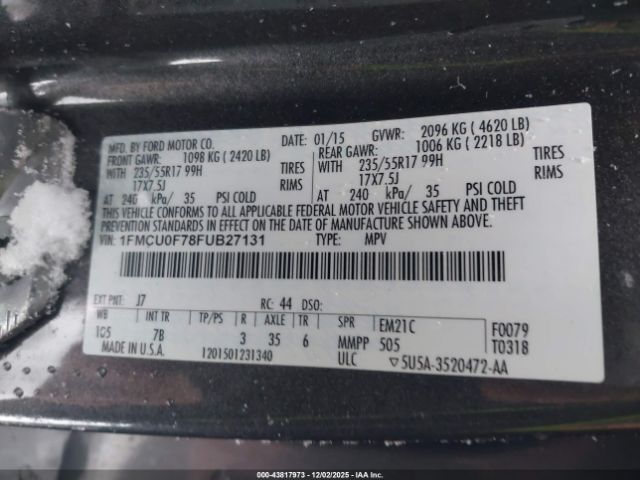 MFD. BY FORD MOTOR CO. DATE: 01/15 GVWR: 2096 KG ( 4620 LB)
FRONT GAWR: 1098 KG ( 2420 LB) REAR GAWR: 1006 KG ( 2218 LB)
WITH 235/55R17 99H TIRES WITH 235/55R17 99H TIRES
17X7.5J RIMS 17X7.5J RIMS
AT 240 kPa/ 35 PSI COLD AT 240 kPa/ 35 PSI COLD
THIS VEHICLE CONFORMS TO ALL APPLICABLE FEDERAL MOTOR VEHICLE SAFETY AND THEFT
PREVENTION STANDARDS IN EFFECT ON THE DATE OF MANUFACTURE SHOWN ABOVE.
VIN: 1FMCU0F78FUB27131 TYPE: MPV
EXT PNT: J7 RC: 44 DSO:
WB INT TR TP/PS R AXLE TR SPR EM21C F0079
105 7B 3 35 6 MMPP 505 T0318
MADE IN U.S.A. 1201501231340 ULC 5U5A-3520472-AA
000-43817973 - 12/02/2025 - IAA Inc.